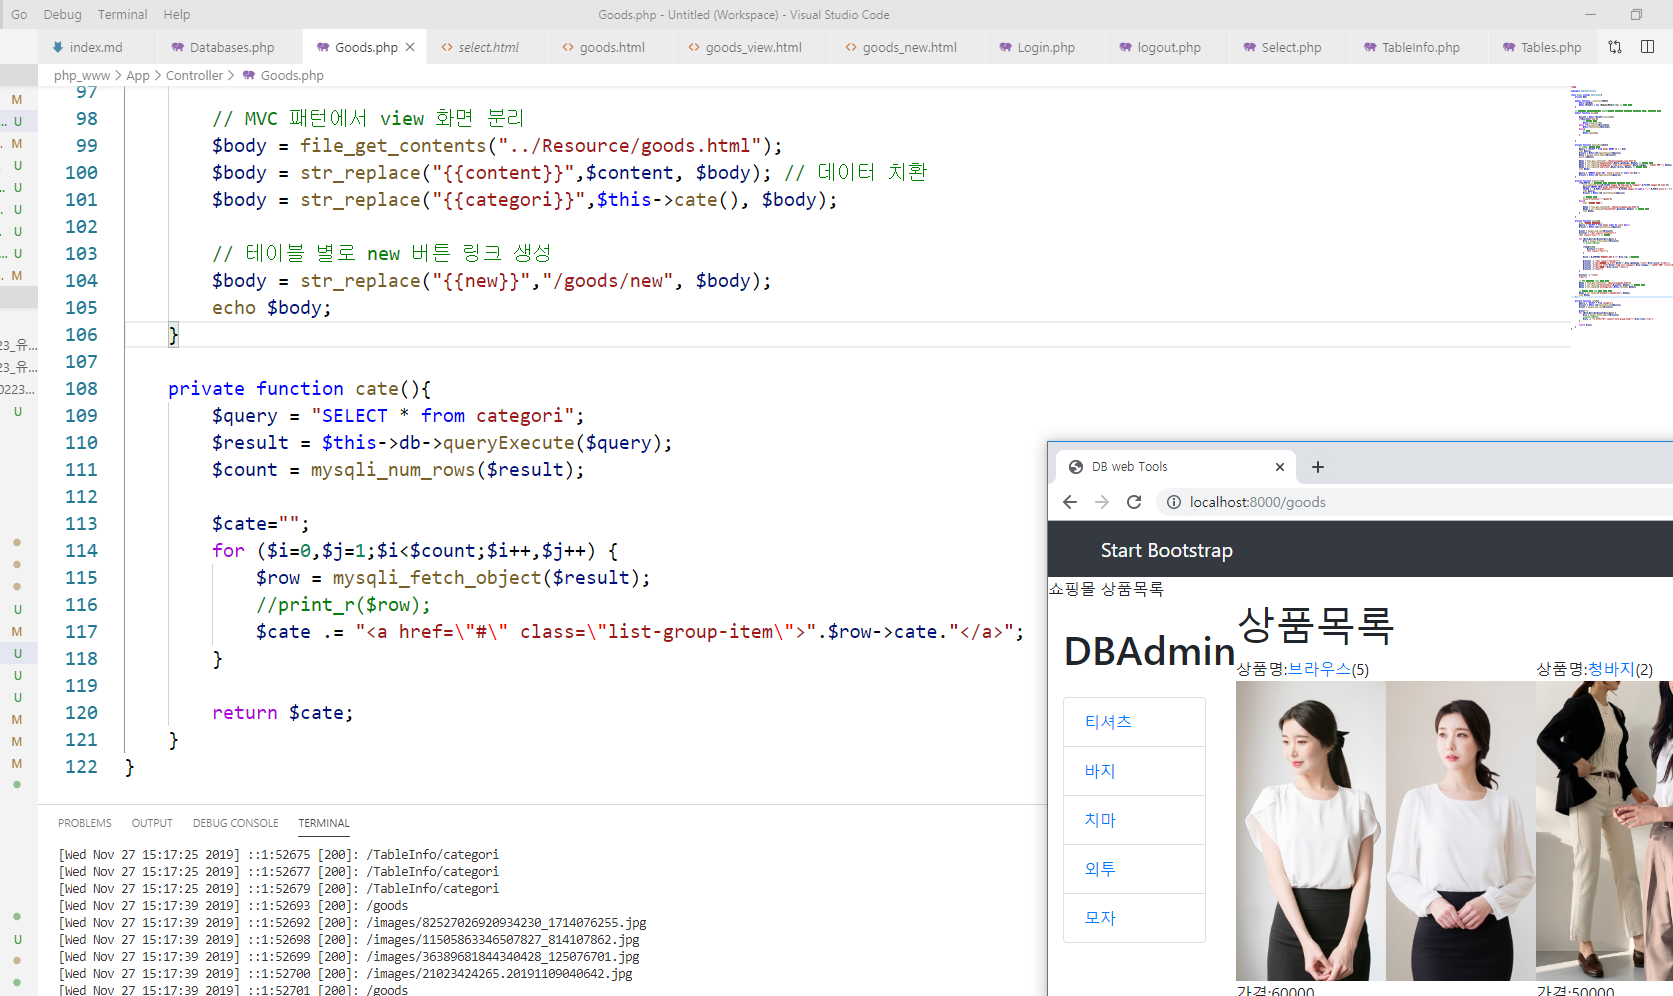 Go Debug Terminal Help
Goods.php - Untitled (Workspace) - Visual Studio Code
index.md Databases.php Goods.php select.html goods.html goods_view.html goods_new.html Login.php logout.php Select.php TableInfo.php Tables.php
php_www > App > Controller > Goods.php
97
98 // MVC 패턴에서 view 화면 분리
99 $body = file_get_contents("../Resource/goods.html");
100 $body = str_replace("{{content}}",$content, $body); // 데이터 치환
101 $body = str_replace("{{categori}}",$this->cate(), $body);
102
103 // 테이블 별로 new 버튼 링크 생성
104 $body = str_replace("{{new}}","/goods/new", $body);
105 echo $body;
106 }
107
108 private function cate(){
109 $query = "SELECT * from categori";
110 $result = $this->db->queryExecute($query);
111 $count = mysqli_num_rows($result);
112
113 $cate="";
114 for ($i=0,$j=1;$i<$count;$i++,$j++) {
115 $row = mysqli_fetch_object($result);
116 //print_r($row);
117 $cate .= "<a href=\"#\" class=\"list-group-item\">".$row->cate."</a>";
118 }
119
120 return $cate;
121 }
122 }
M
... U
. M
. U
.. U
. U
. U
... U
. M
23_유...
23_유...
0223...
U
U
M
U
U
U
M
M
M
U
PROBLEMS OUTPUT DEBUG CONSOLE TERMINAL
[Wed Nov 27 15:17:25 2019] ::1:52675 [200]: /TableInfo/categori
[Wed Nov 27 15:17:25 2019] ::1:52677 [200]: /TableInfo/categori
[Wed Nov 27 15:17:25 2019] ::1:52679 [200]: /TableInfo/categori
[Wed Nov 27 15:17:39 2019] ::1:52693 [200]: /goods
[Wed Nov 27 15:17:39 2019] ::1:52692 [200]: /images/82527026920934230_1714076255.jpg
[Wed Nov 27 15:17:39 2019] ::1:52698 [200]: /images/11505863346507827_814107862.jpg
[Wed Nov 27 15:17:39 2019] ::1:52699 [200]: /images/36389681844340428_125076701.jpg
[Wed Nov 27 15:17:39 2019] ::1:52700 [200]: /images/21023424265.20191109040642.jpg
[Wed Nov 27 15:17:39 2019] ::1:52701 [200]: /goods
DB web Tools
localhost:8000/goods
Start Bootstrap
쇼핑몰 상품목록
DBAdmin
티셔츠
바지
치마
외투
모자
상품목록
상품명:브라우스(5) 상품명:청바지(2)
가격:60000 가격:50000